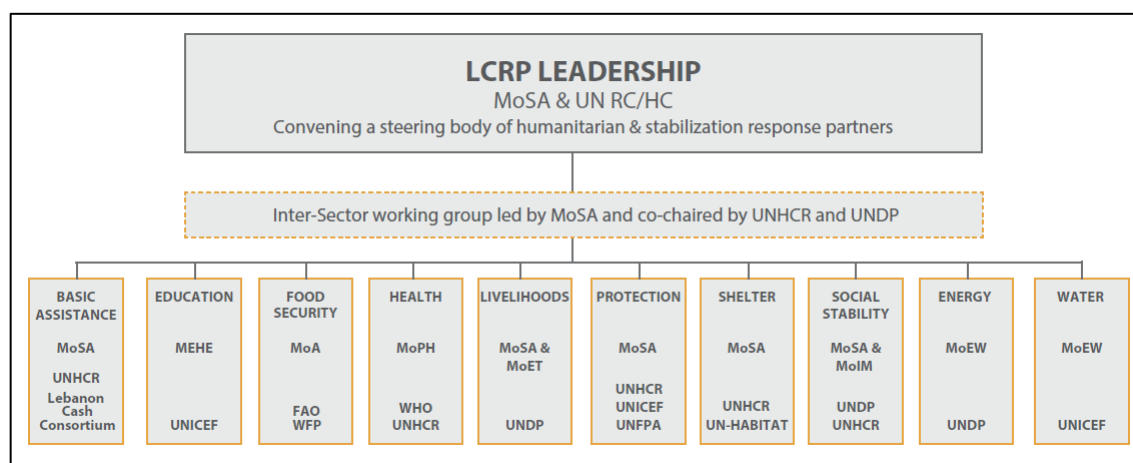 LCRP LEADERSHIP
MoSA & UN RC/HC
Convening a steering body of humanitarian & stabilization response partners
Inter-Sector working group led by MoSA and co-chaired by UNHCR and UNDP
BASIC
ASSISTANCE
MoSA
UNHCR
Lebanon
Cash
Consortium
EDUCATION
MEHE
UNICEF
FOOD
SECURITY
MoA
FAO
WFP
HEALTH
MoPH
WHO
UNHCR
LIVELIHOODS
MoSA &
MoET
UNDP
PROTECTION
MoSA
UNHCR
UNICEF
UNFPA
SHELTER
MoSA
UNHCR
UN-HABITAT
SOCIAL
STABILITY
MoSA &
MoIM
UNDP
UNHCR
ENERGY
MoEW
UNDP
WATER
MoEW
UNICEF